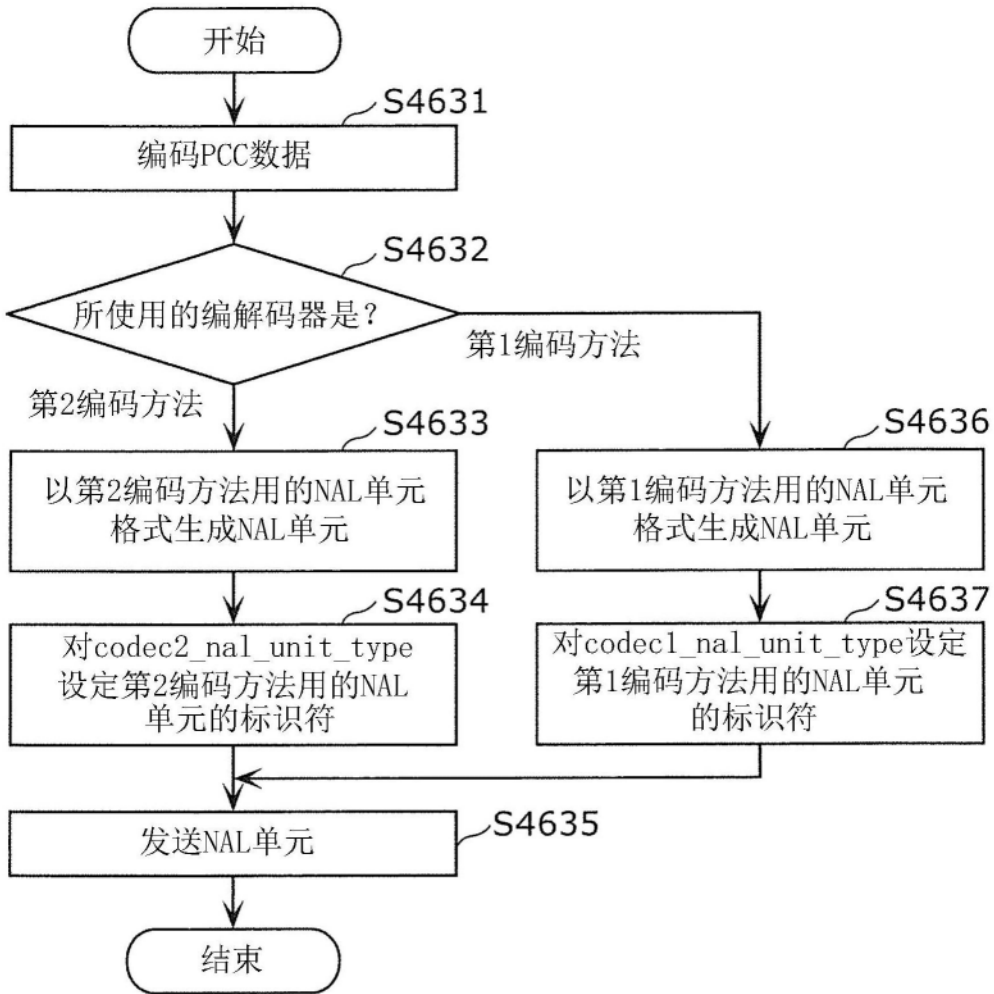 开始
S4631
编码PCC数据
S4632
所使用的编解码器是?
第1编码方法
第2编码方法
S4633
以第2编码方法用的NAL单元
格式生成NAL单元
S4636
以第1编码方法用的NAL单元
格式生成NAL单元
S4634
对codec2_nal_unit_type
设定第2编码方法用的NAL
单元的标识符
S4637
对codec1_nal_unit_type设定
第1编码方法用的NAL单元
的标识符
S4635
发送NAL单元
结束